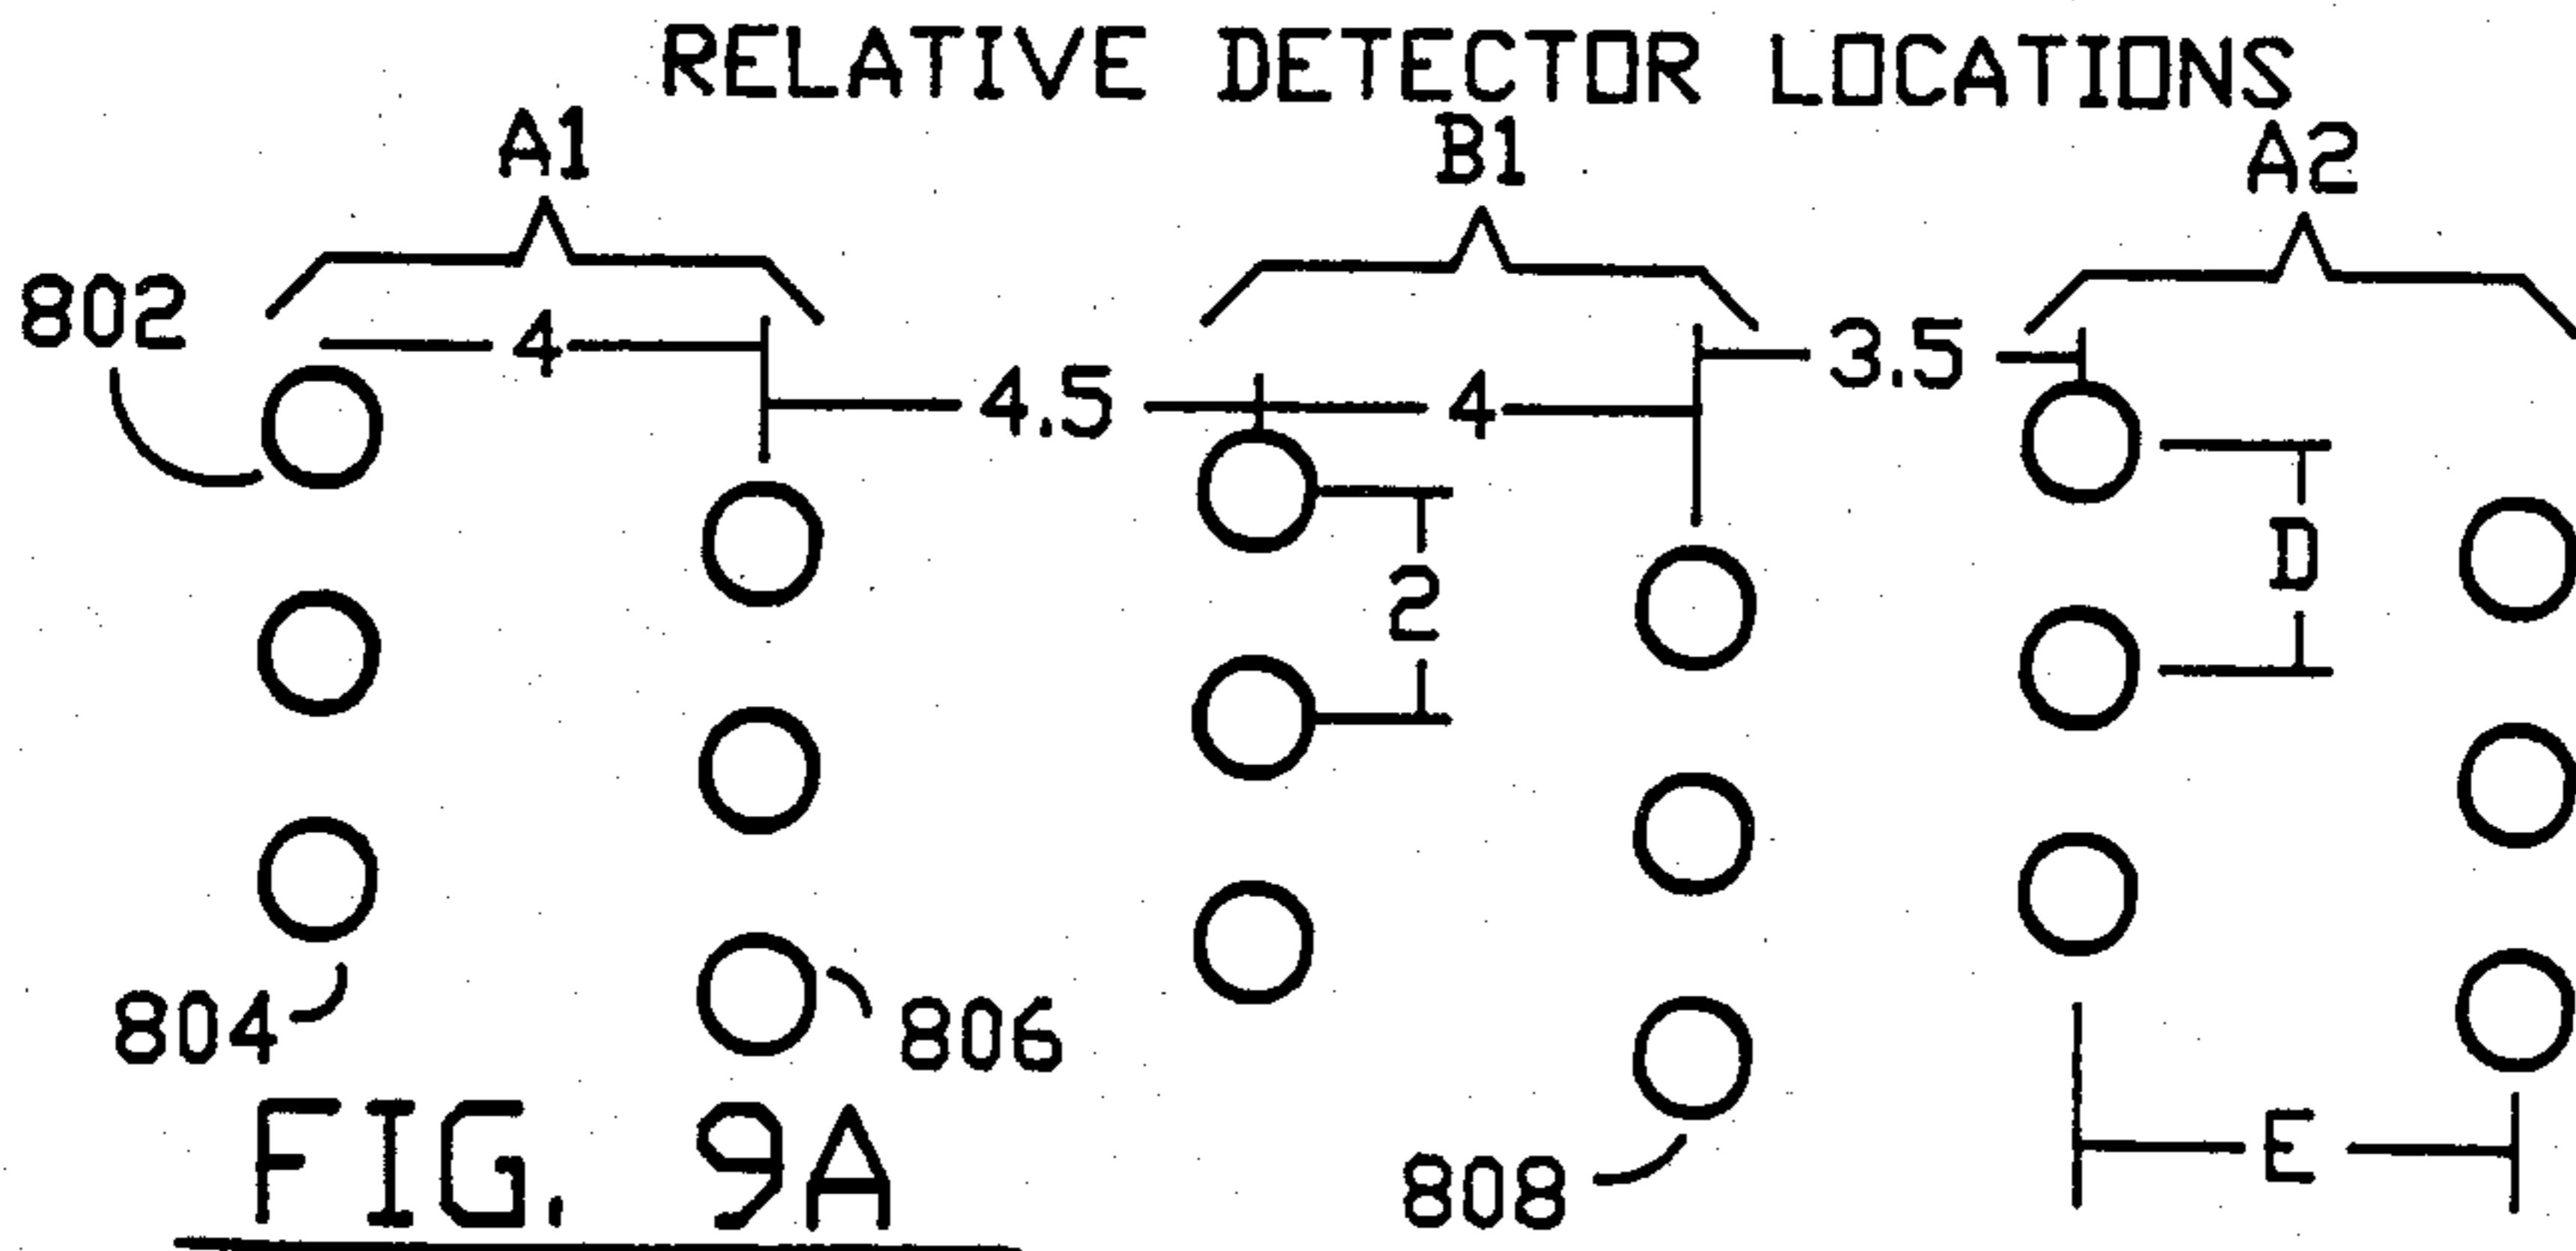 RELATIVE DETECTOR LOCATIONS
A1 B1 A2
802
4 4.5 4 3.5
2 D
804 806
808 E
FIG. 9A